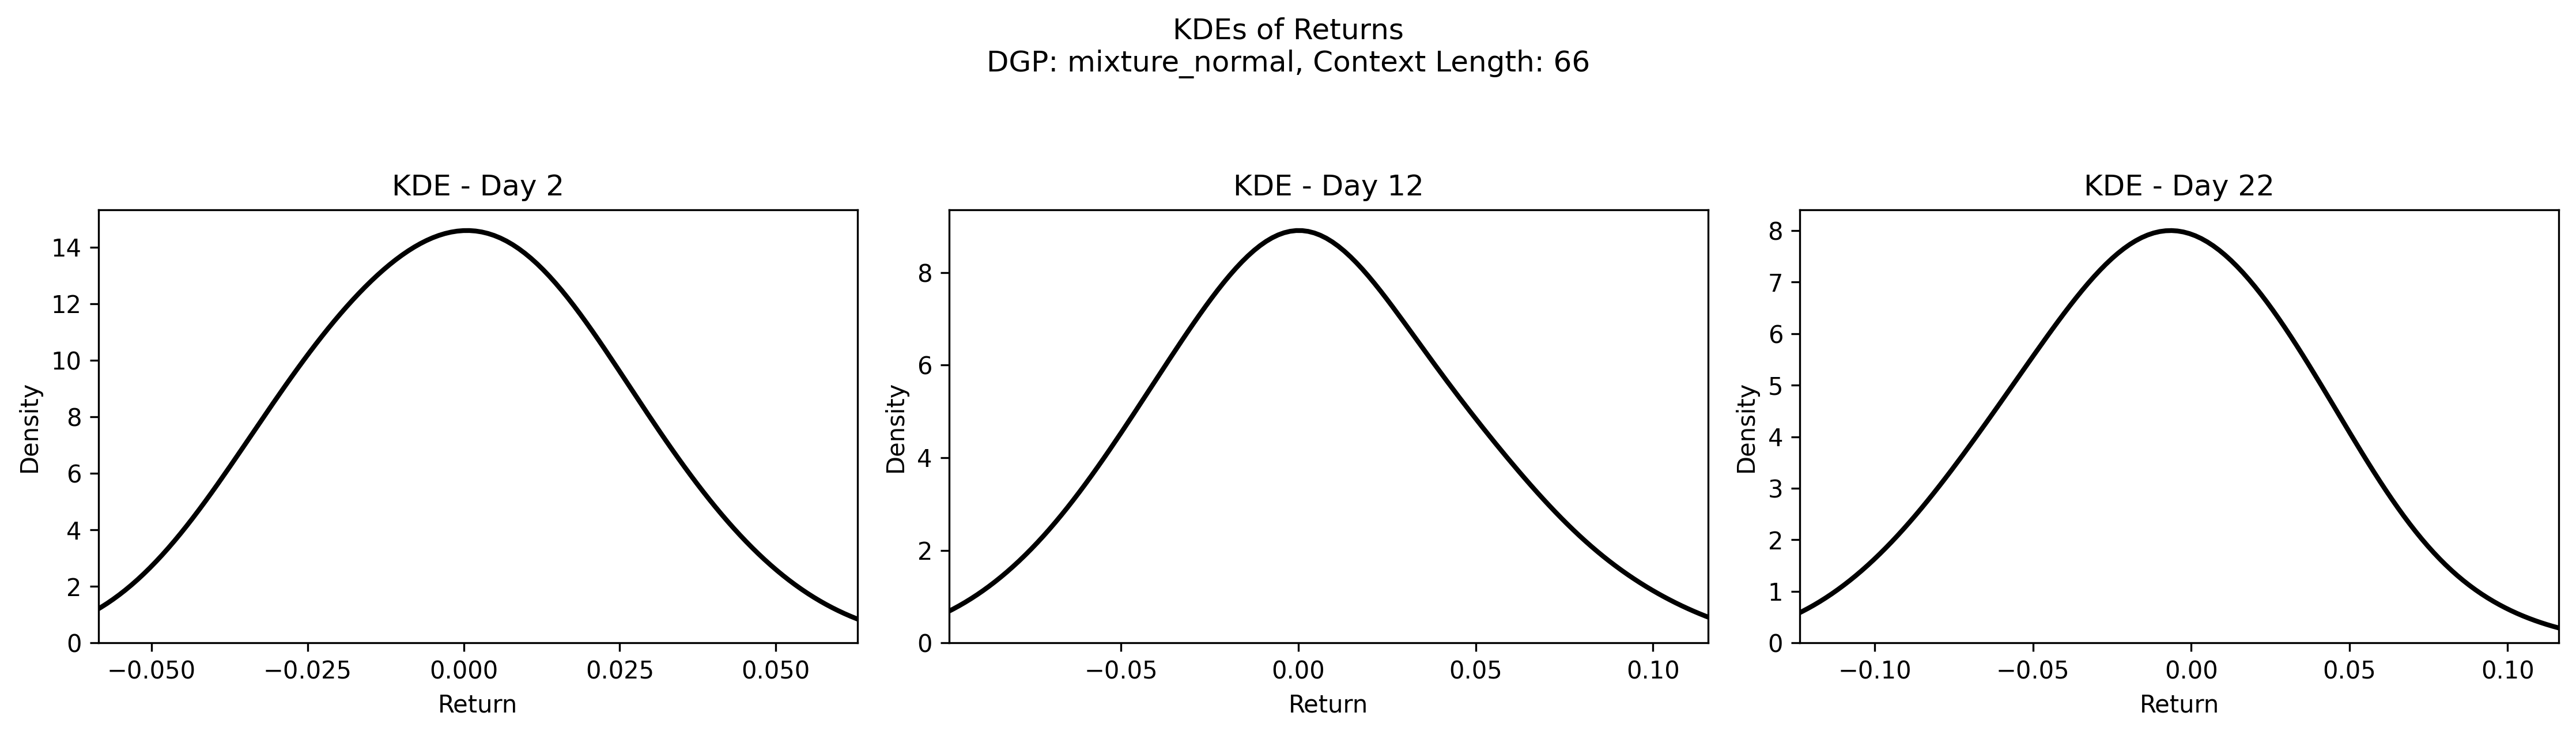 KDEs of Returns
DGP: mixture_normal, Context Length: 66
KDE - Day 2
14
12
10
8
6
4
2
0
Density
−0.050 −0.025 0.000 0.025 0.050
Return
KDE - Day 12
8
6
4
2
0
Density
−0.05 0.00 0.05 0.10
Return
KDE - Day 22
8
7
6
5
4
3
2
1
0
Density
−0.10 −0.05 0.00 0.05 0.10
Return